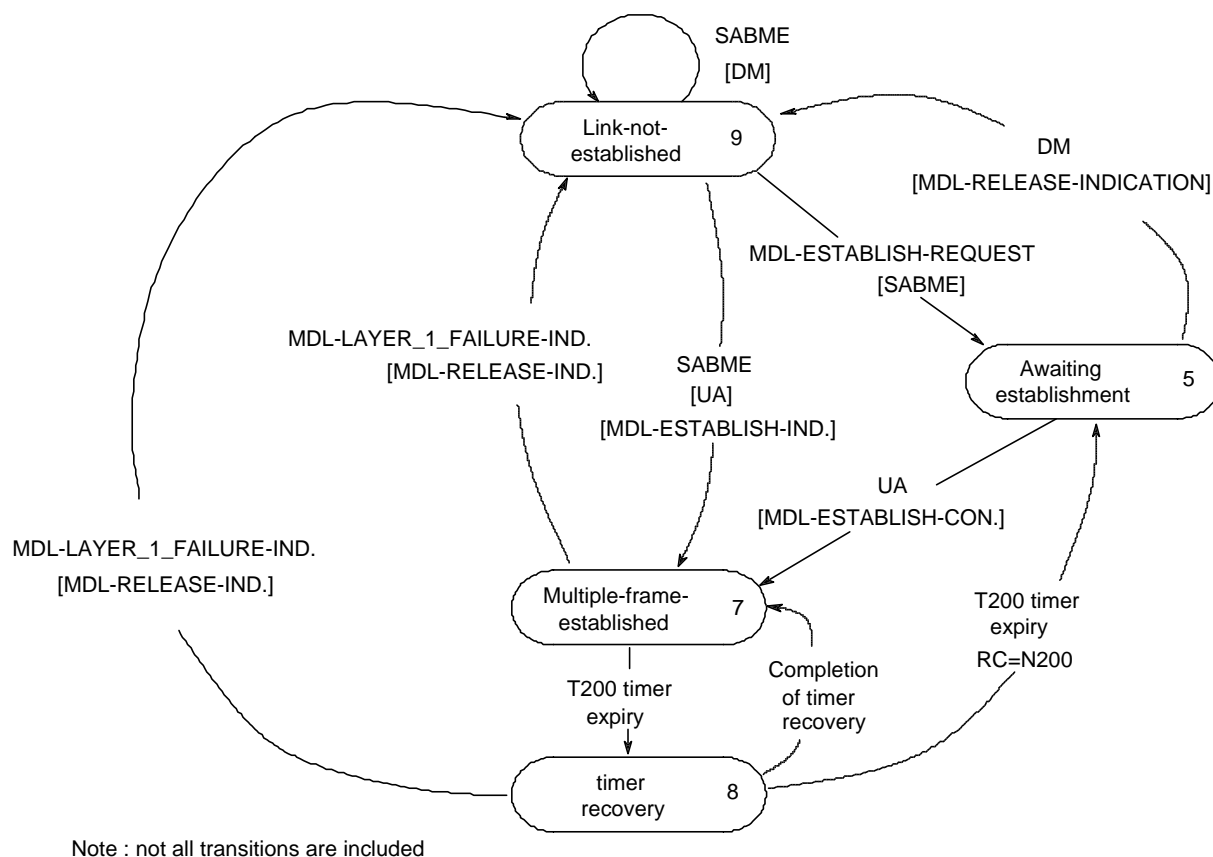 SABME
[DM]
Link-not-
established
9
DM
[MDL-RELEASE-INDICATION]
MDL-ESTABLISH-REQUEST
[SABME]
MDL-LAYER_1_FAILURE-IND.
[MDL-RELEASE-IND.]
SABME
[UA]
[MDL-ESTABLISH-IND.]
Awaiting
establishment
5
UA
[MDL-ESTABLISH-CON.]
MDL-LAYER_1_FAILURE-IND.
[MDL-RELEASE-IND.]
Multiple-frame-
established
7
T200 timer
expiry
RC=N200
T200 timer
expiry
Completion
of timer
recovery
timer
recovery
8
Note : not all transitions are included